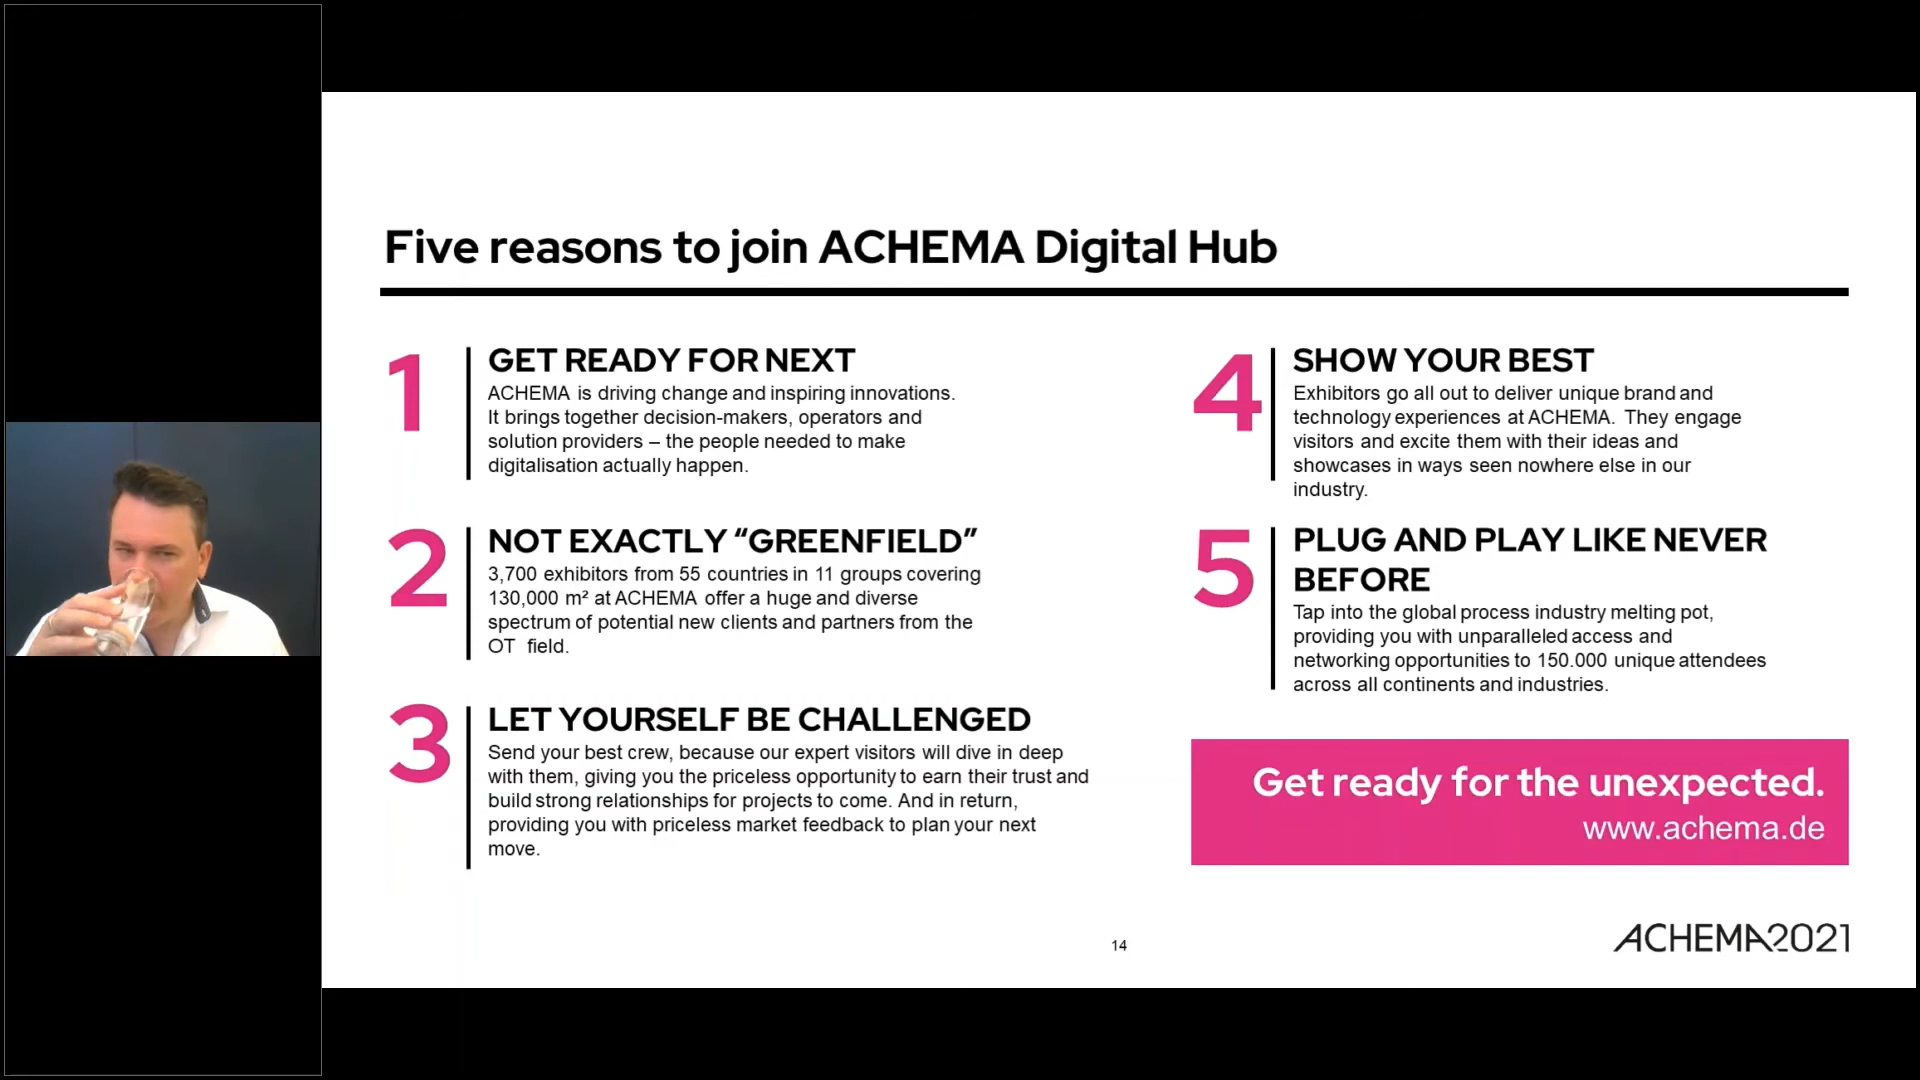 Five reasons to join ACHEMA Digital Hub
1
GET READY FOR NEXT
ACHEMA is driving change and inspiring innovations.
It brings together decision-makers, operators and
solution providers – the people needed to make
digitalisation actually happen.
2
NOT EXACTLY “GREENFIELD”
3,700 exhibitors from 55 countries in 11 groups covering
130,000 m² at ACHEMA offer a huge and diverse
spectrum of potential new clients and partners from the
OT field.
3
LET YOURSELF BE CHALLENGED
Send your best crew, because our expert visitors will dive in deep
with them, giving you the priceless opportunity to earn their trust and
build strong relationships for projects to come. And in return,
providing you with priceless market feedback to plan your next
move.
4
SHOW YOUR BEST
Exhibitors go all out to deliver unique brand and
technology experiences at ACHEMA. They engage
visitors and excite them with their ideas and
showcases in ways seen nowhere else in our
industry.
5
PLUG AND PLAY LIKE NEVER
BEFORE
Tap into the global process industry melting pot,
providing you with unparalleled access and
networking opportunities to 150.000 unique attendees
across all continents and industries.
Get ready for the unexpected.
www.achema.de
14
ACHEMA2021